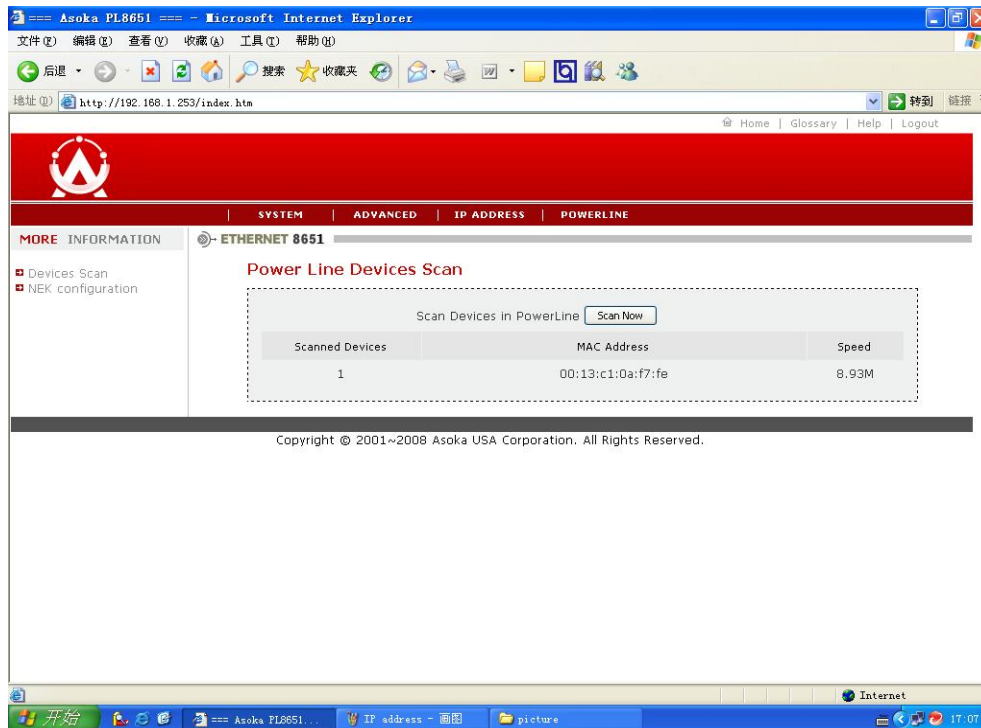 === Asoka PL8651 === - Microsoft Internet Explorer
文件(F) 编辑(E) 查看(V) 收藏(A) 工具(T) 帮助(H)
后退 搜索 收藏夹
地址(D) http://192.168.1.253/index.htm 转到 链接
Home | Glossary | Help | Logout
| SYSTEM | ADVANCED | IP ADDRESS | POWERLINE
MORE INFORMATION
ETHERNET 8651
Devices Scan
NEK configuration
Power Line Devices Scan
Scan Devices in PowerLine Scan Now
Scanned Devices MAC Address Speed
1 00:13:c1:0a:f7:fe 8.93M
Copyright © 2001~2008 Asoka USA Corporation. All Rights Reserved.
Internet
开始 === Asoka PL8651... IP address - 画图 picture 17:07